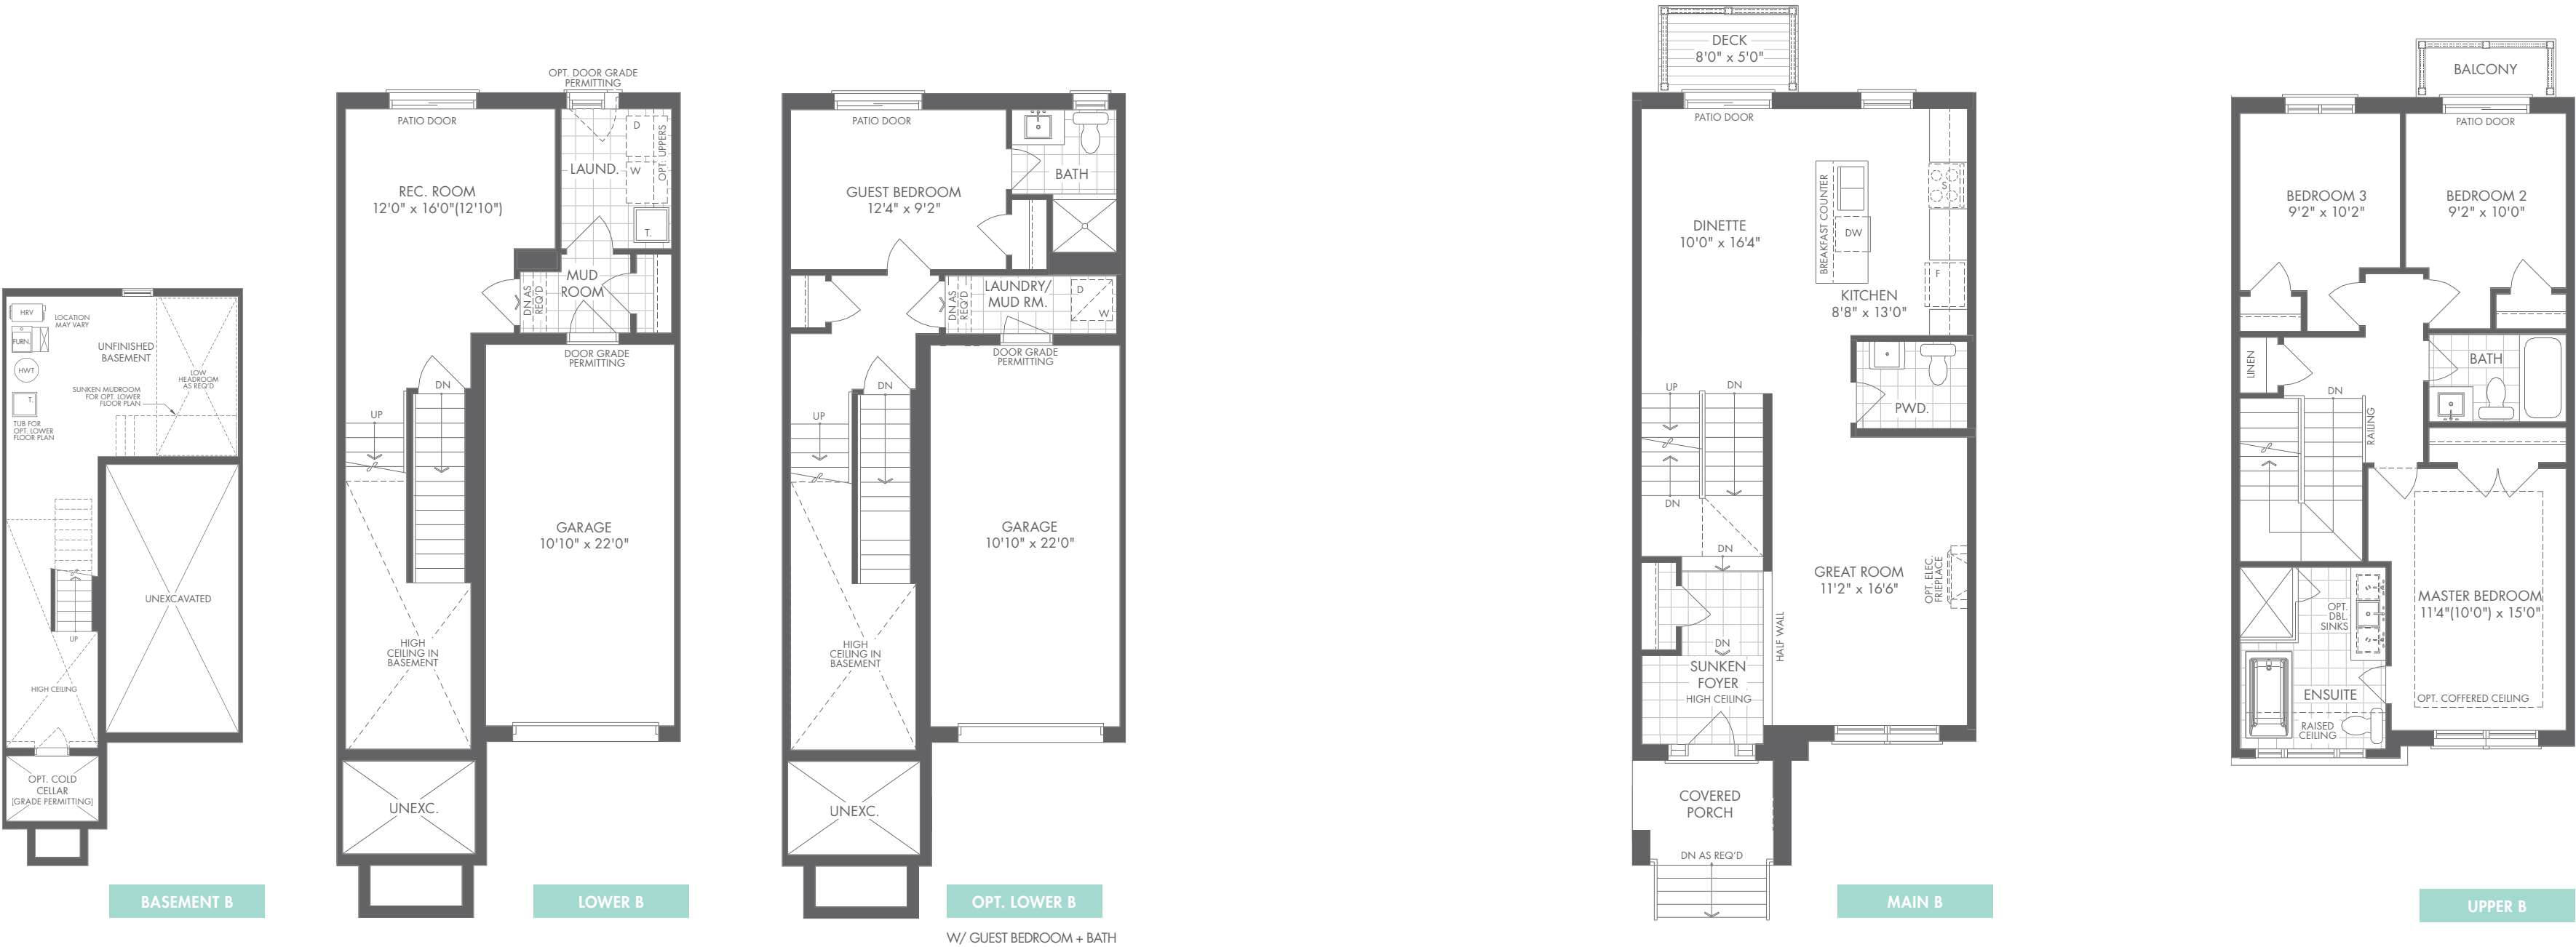 HRV
LOCATION
MAY VARY
FURN.
HWT
T.
TUB FOR
OPT. LOWER
FLOOR PLAN
UNFINISHED
BASEMENT
SUNKEN MUDROOM
FOR OPT. LOWER
FLOOR PLAN
LOW
HEADROOM
AS REQ'D
UNEXCAVATED
UP
HIGH CEILING
OPT. COLD
CELLAR
[GRADE PERMITTING]
BASEMENT B
OPT. DOOR GRADE
PERMITTING
PATIO DOOR
D
OPT. UPPERS
LAUND.
W
REC. ROOM
12'0" x 16'0"(12'10")
T.
MUD
ROOM
DN AS
REQ'D
DOOR GRADE
PERMITTING
DN
UP
GARAGE
10'10" x 22'0"
HIGH
CEILING IN
BASEMENT
UNEXC.
LOWER B
PATIO DOOR
BATH
GUEST BEDROOM
12'4" x 9'2"
DN AS
REQ'D
LAUNDRY/
MUD RM.
D
W
DOOR GRADE
PERMITTING
DN
UP
GARAGE
10'10" x 22'0"
HIGH
CEILING IN
BASEMENT
UNEXC.
OPT. LOWER B
W/ GUEST BEDROOM + BATH
DECK
8'0" x 5'0"
PATIO DOOR
BREAKFAST COUNTER
S
DINETTE
10'0" x 16'4"
DW
F
KITCHEN
8'8" x 13'0"
UP
DN
PWD.
DN
DN
GREAT ROOM
11'2" x 16'6"
OPT. ELEC.
FRIEPLACE
HALF WALL
DN
SUNKEN
FOYER
HIGH CEILING
COVERED
PORCH
DN AS REQ'D
MAIN B
BALCONY
PATIO DOOR
BEDROOM 3
9'2" x 10'2"
BEDROOM 2
9'2" x 10'0"
LINEN
BATH
DN
RAILING
OPT.
DBL.
SINKS
MASTER BEDROOM
11'4"(10'0") x 15'0"
ENSUITE
OPT. COFFERED CEILING
RAISED
CEILING
UPPER B